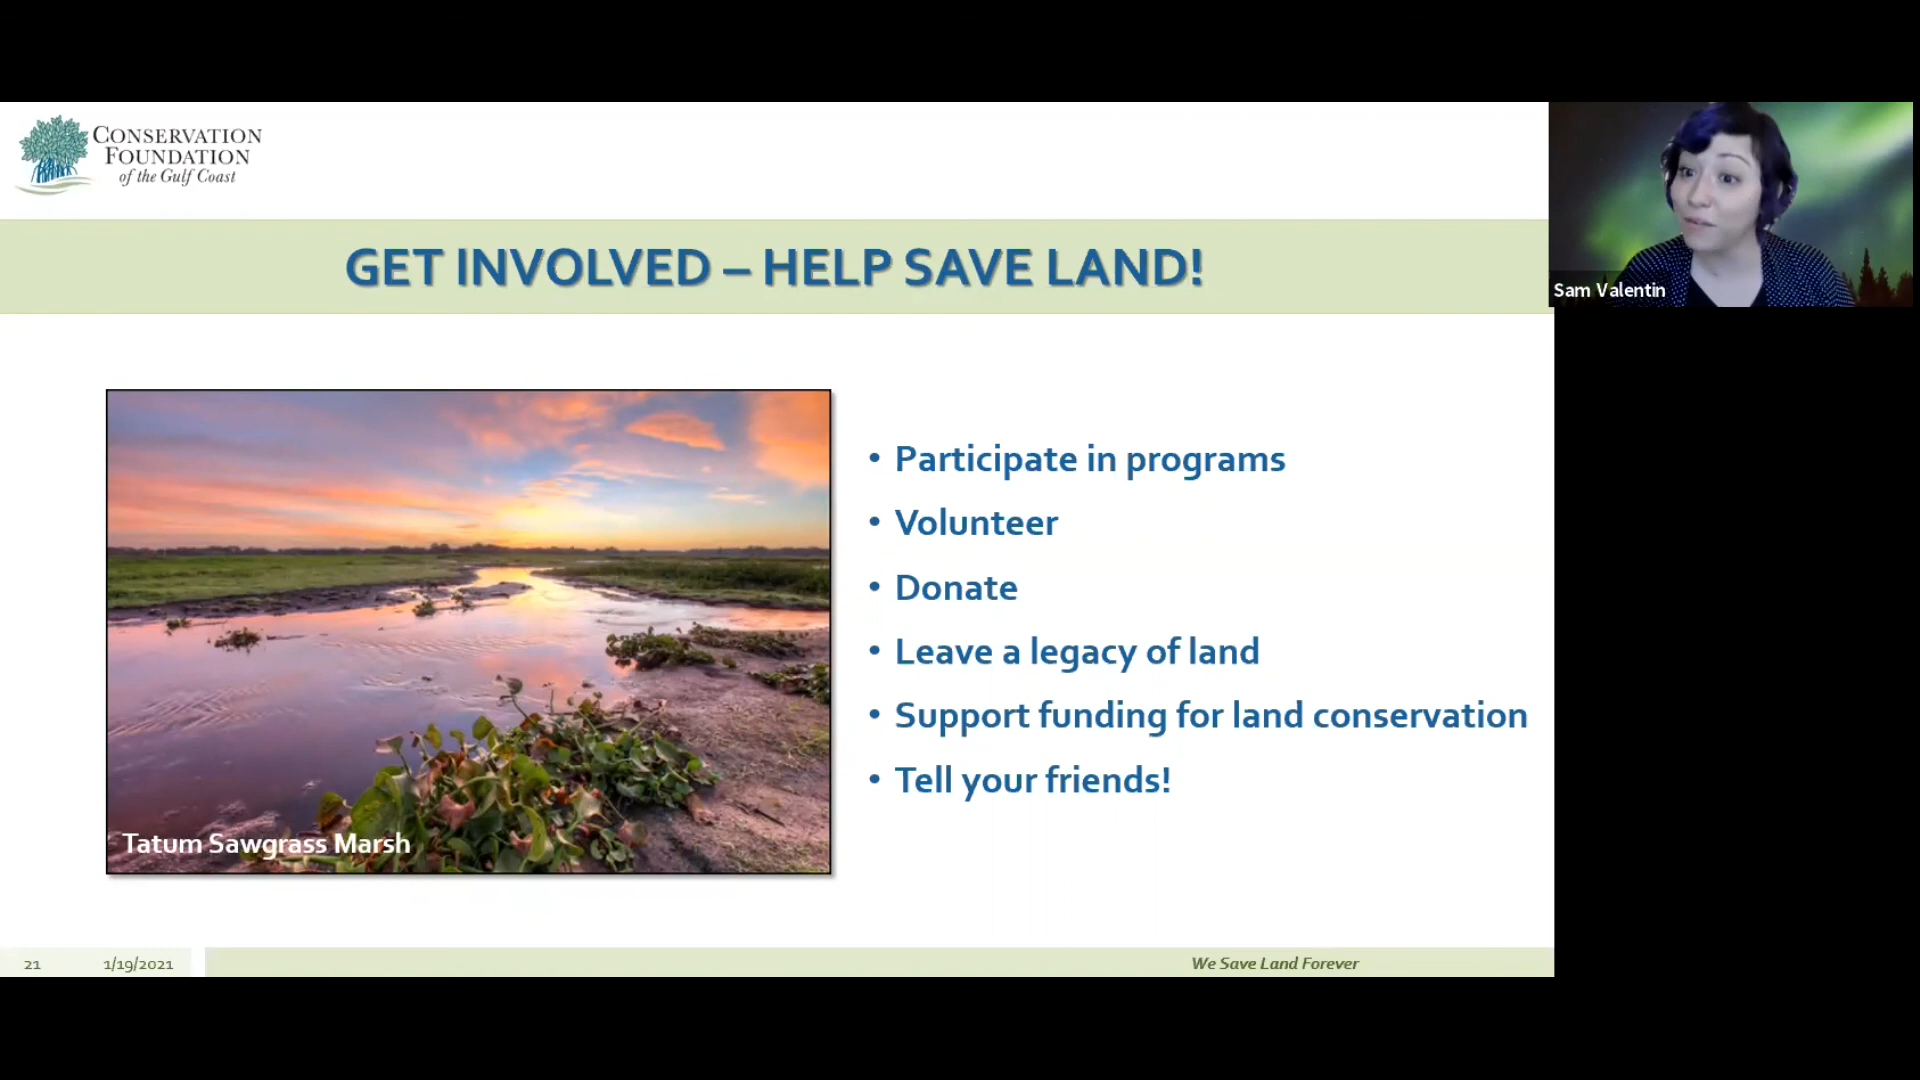 CONSERVATION
FOUNDATION
of the Gulf Coast
GET INVOLVED – HELP SAVE LAND!
Sam Valentin
• Participate in programs
• Volunteer
• Donate
• Leave a legacy of land
• Support funding for land conservation
• Tell your friends!
Tatum Sawgrass Marsh
21 1/19/2021 We Save Land Forever